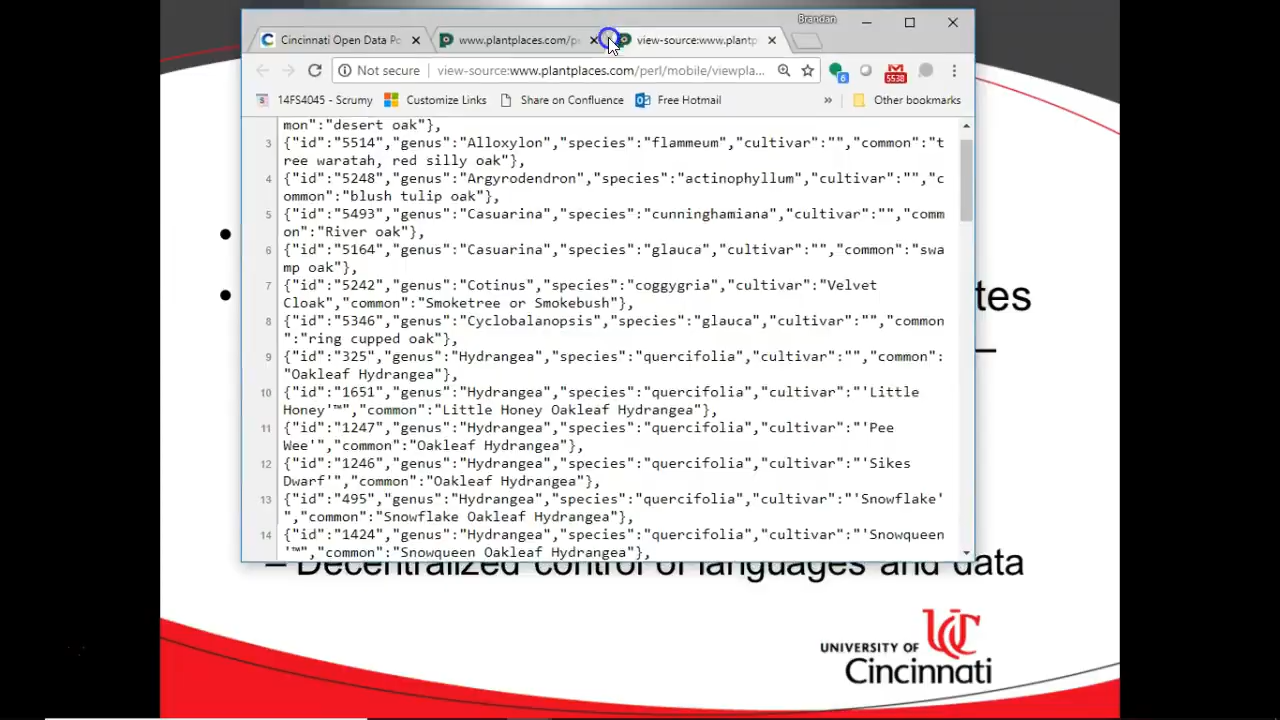 Brandan
Cincinnati Open Data Po
www.plantplaces.com/p
view-source:www.plantp
Not secure
view-source:www.plantplaces.com/perl/mobile/viewpla...
6
5538
14FS4045 - Scrumy
Customize Links
Share on Confluence
Free Hotmail
»
Other bookmarks
mon":"desert oak"},
3 {"id":"5514","genus":"Alloxylon","species":"flammeum","cultivar":"","common":"t
ree waratah, red silly oak"},
4 {"id":"5248","genus":"Argyrodendron","species":"actinophyllum","cultivar":"","c
ommon":"blush tulip oak"},
5 {"id":"5493","genus":"Casuarina","species":"cunninghamiana","cultivar":"","comm
on":"River oak"},
6 {"id":"5164","genus":"Casuarina","species":"glauca","cultivar":"","common":"swa
mp oak"},
7 {"id":"5242","genus":"Cotinus","species":"coggygria","cultivar":"Velvet
Cloak","common":"Smoketree or Smokebush"},
8 {"id":"5346","genus":"Cyclobalanopsis","species":"glauca","cultivar":"","common
":"ring cupped oak"},
9 {"id":"325","genus":"Hydrangea","species":"quercifolia","cultivar":"","common":
"Oakleaf Hydrangea"},
10 {"id":"1651","genus":"Hydrangea","species":"quercifolia","cultivar":"'Little
Honey'™","common":"Little Honey Oakleaf Hydrangea"},
11 {"id":"1247","genus":"Hydrangea","species":"quercifolia","cultivar":"'Pee
Wee'","common":"Oakleaf Hydrangea"},
12 {"id":"1246","genus":"Hydrangea","species":"quercifolia","cultivar":"'Sikes
Dwarf'","common":"Oakleaf Hydrangea"},
13 {"id":"495","genus":"Hydrangea","species":"quercifolia","cultivar":"'Snowflake'
","common":"Snowflake Oakleaf Hydrangea"},
14 {"id":"1424","genus":"Hydrangea","species":"quercifolia","cultivar":"'Snowqueen
'™","common":"Snowqueen Oakleaf Hydrangea"},
tes
–
– Decentralized control of languages and data
UC
UNIVERSITY OF
Cincinnati